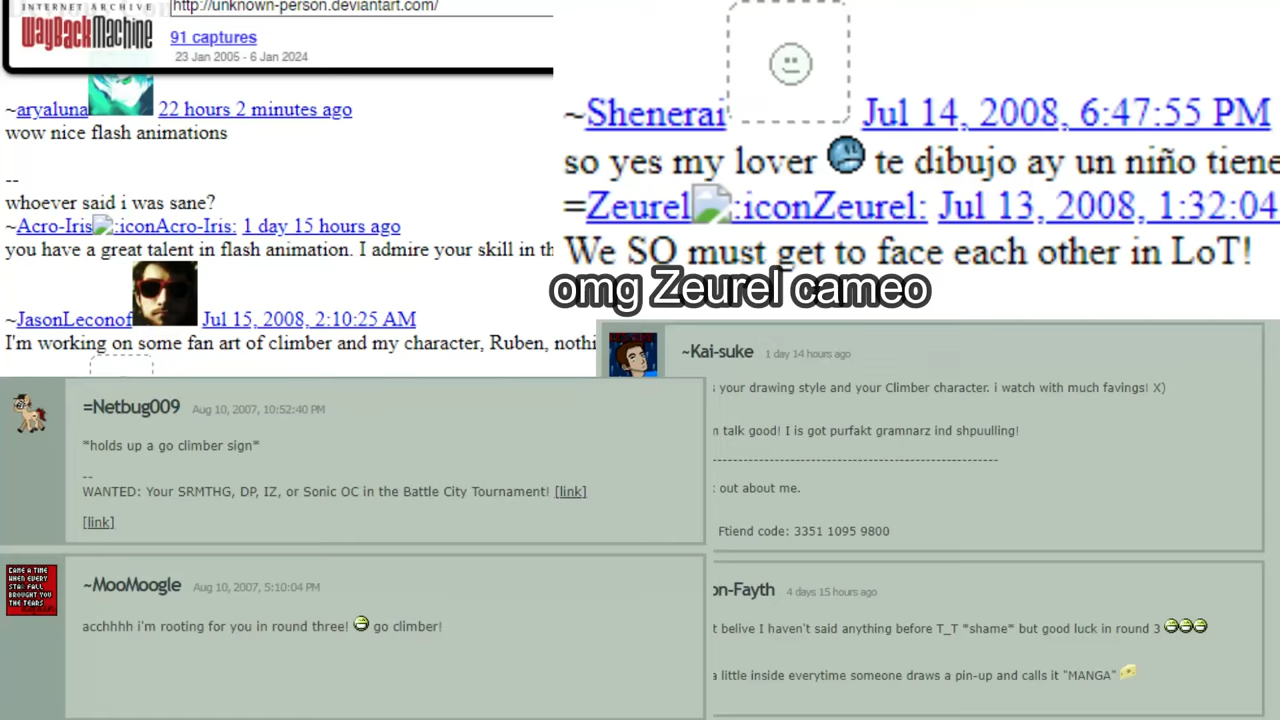 INTERNET ARCHIVE
WayBackMachine
http://unknown-person.deviantart.com/
91 captures
23 Jan 2005 - 6 Jan 2024
~aryaluna 22 hours 2 minutes ago
wow nice flash animations
--
whoever said i was sane?
~Acro-Iris :iconAcro-Iris: 1 day 15 hours ago
you have a great talent in flash animation. I admire your skill in th
~JasonLeconof Jul 15, 2008, 2:10:25 AM
I'm working on some fan art of climber and my character, Ruben, nothi
~Shenerai Jul 14, 2008, 6:47:55 PM
so yes my lover te dibujo ay un niño tiene
=Zeurel :iconZeurel: Jul 13, 2008, 1:32:04
We SO must get to face each other in LoT!
omg Zeurel cameo
=Netbug009 Aug 10, 2007, 10:52:40 PM
*holds up a go climber sign*
--
WANTED: Your SRMTHG, DP, IZ, or Sonic OC in the Battle City Tournament! [link]
[link]
CAME A TIME
WHEN EVERY
STAR FALL
BROUGHT YOU
TO TEARS
~MooMoogle Aug 10, 2007, 5:10:04 PM
acchhhh i'm rooting for you in round three! go climber!
~Kai-suke 1 day 14 hours ago
s your drawing style and your Climber character. i watch with much favings! X)
n talk good! I is got purfakt gramnarz ind shpuulling!
--------------------------------------------------------
t out about me.
Ftiend code: 3351 1095 9800
on-Fayth 4 days 15 hours ago
t belive I haven't said anything before T_T *shame* but good luck in round 3
a little inside everytime someone draws a pin-up and calls it "MANGA"